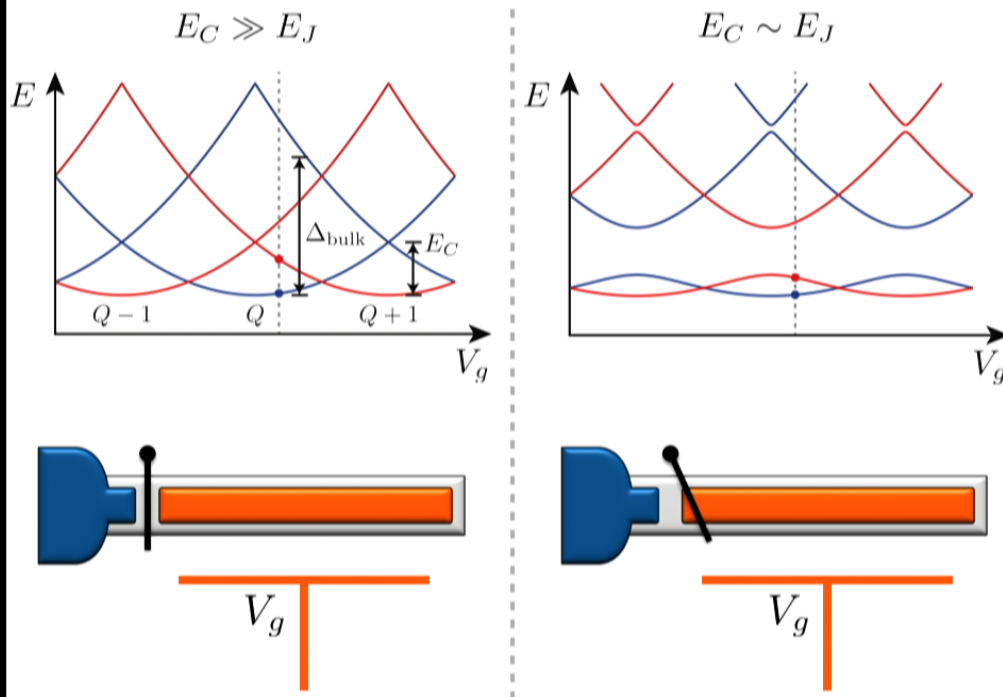 E_C ≫ E_J
E
Δ_bulk
E_C
Q − 1
Q
Q + 1
V_g
V_g
E_C ∼ E_J
E
V_g
V_g